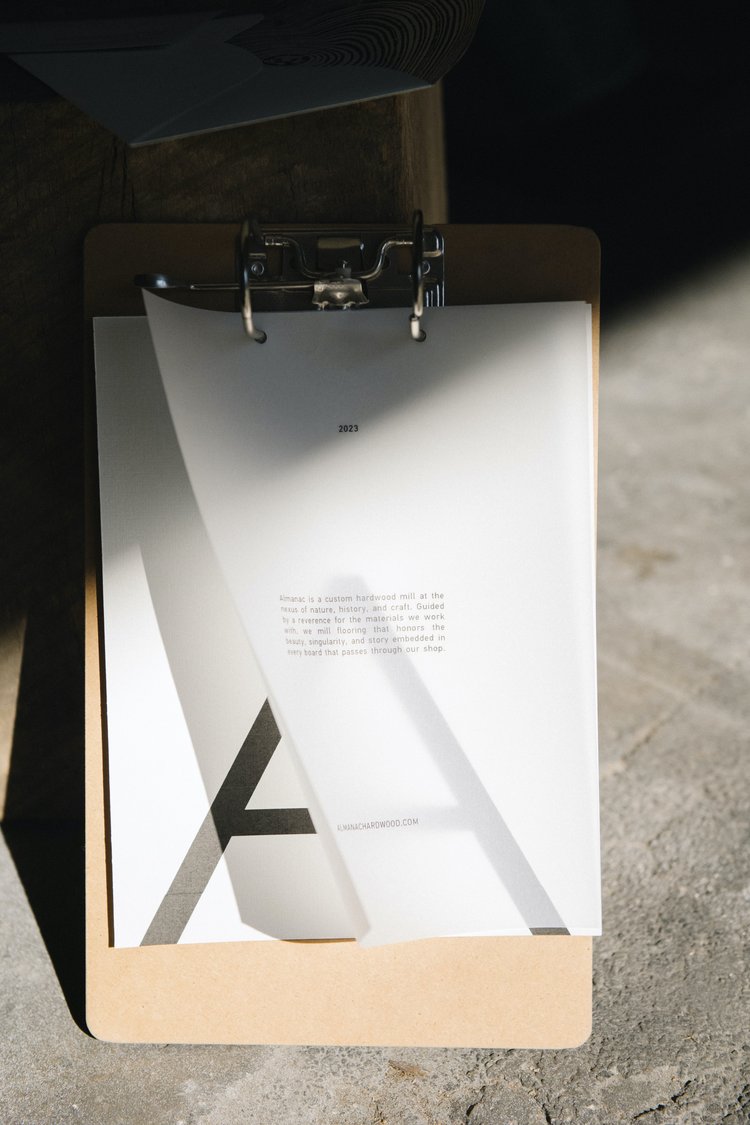 2023
Almanac is a custom hardwood mill at the
nexus of nature, history, and craft. Guided
by a reverence for the materials we work
with, we mill flooring that honors the
beauty, singularity, and story embedded in
every board that passes through our shop.
A
ALMANACHARDWOOD.COM